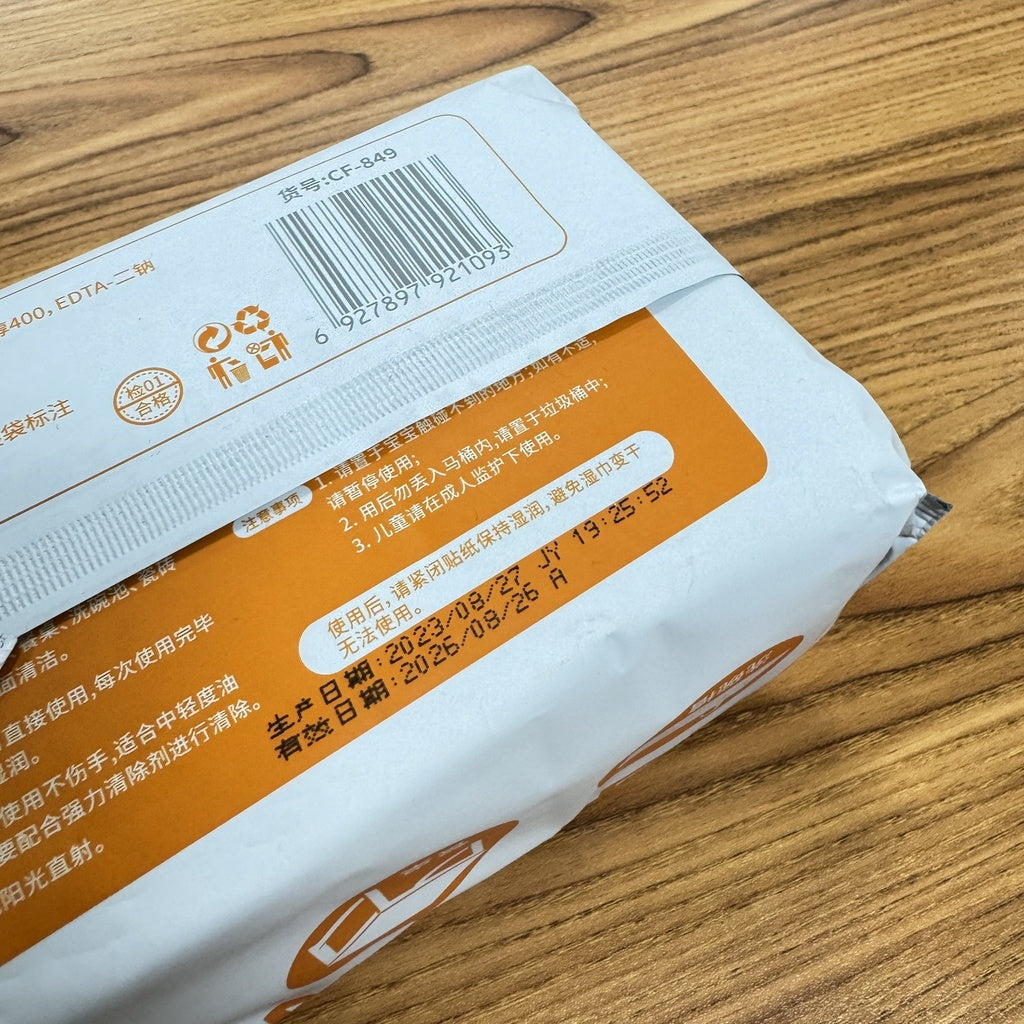 货号:CF-849
6 927897 921093
400, EDTA-二钠
检01
合格
袋标注
注意事项
1. 请置于宝宝触碰不到的地方;如有不适,
请暂停使用;
2. 用后勿丢入马桶内,请置于垃圾桶中;
3. 儿童请在成人监护下使用。
使用后, 请紧闭贴纸保持湿润, 避免湿巾变干
无法使用。
生产日期:2023/08/27 JY 19:25:52
有效日期:2026/08/26 A
洗碗池、瓷砖
面清洁。
直接使用,每次使用完毕
湿润。
使用不伤手,适合中轻度油
要配合强力清除剂进行清除。
阳光直射。